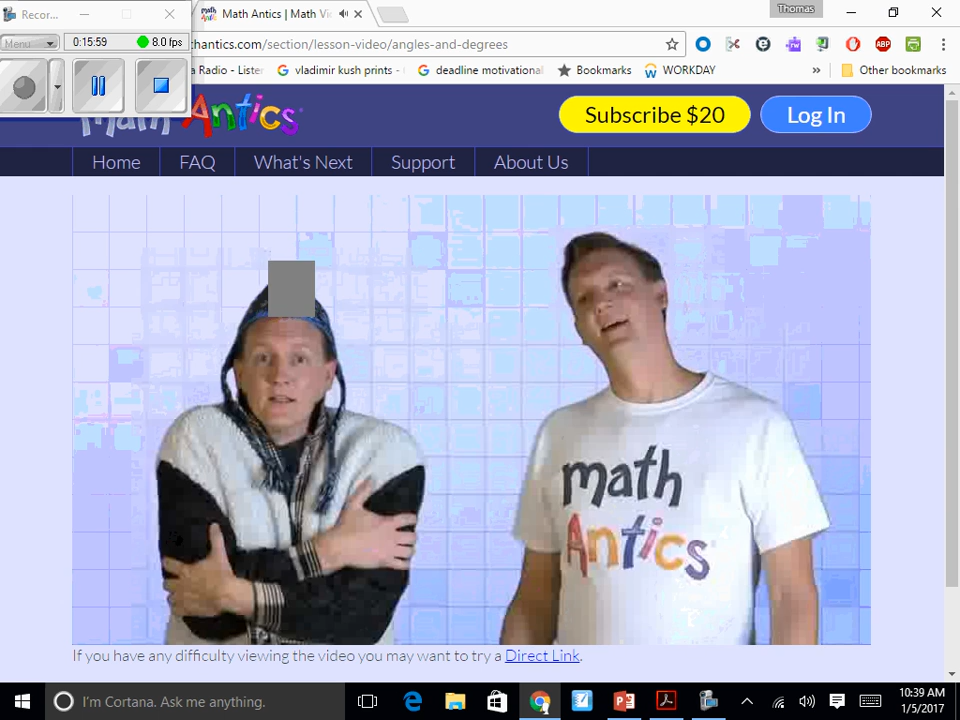 Recor...
Menu
0:15:59
8.0 fps
Math Antics | Math Vi
Thomas
hantics.com/section/lesson-video/angles-and-degrees
a Radio - Lister
vladimir kush prints -
deadline motivational
Bookmarks
WORKDAY
»
Other bookmarks
Math Antics
Subscribe $20
Log In
Home
FAQ
What's Next
Support
About Us
math
Antics
If you have any difficulty viewing the video you may want to try a Direct Link.
I'm Cortana. Ask me anything.
10:39 AM
1/5/2017